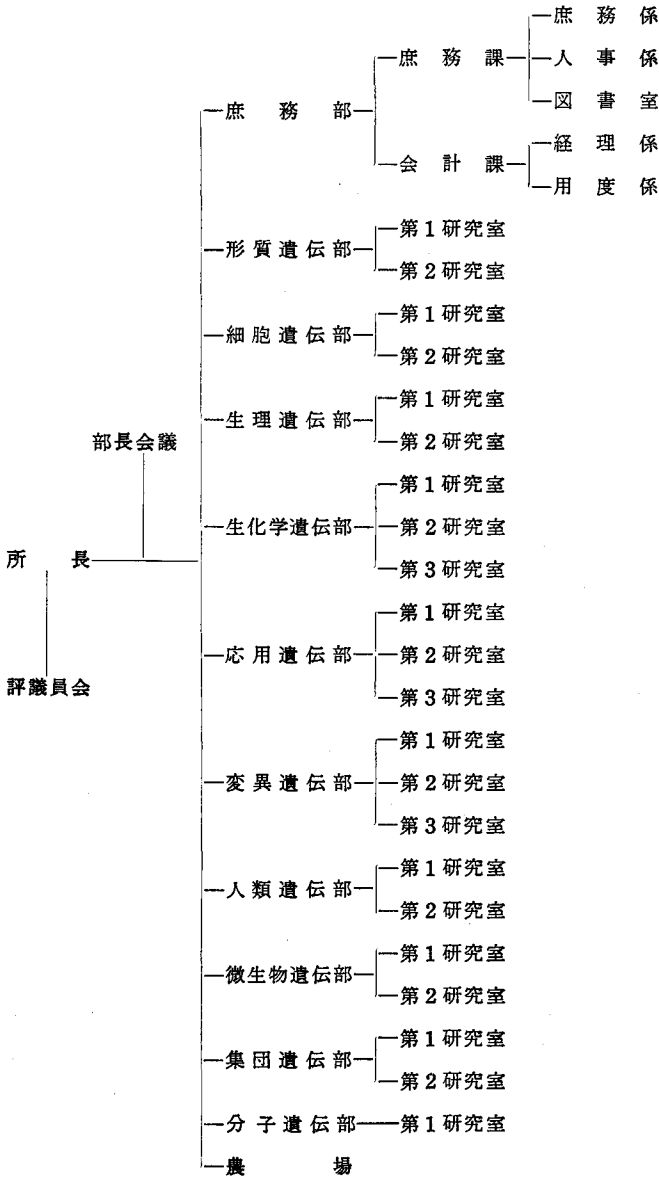 庶務係
庶務課
人事係
図書室
庶務部
会計課
経理係
用度係
形質遺伝部
第1研究室
第2研究室
細胞遺伝部
第1研究室
第2研究室
生理遺伝部
第1研究室
第2研究室
部長会議
生化学遺伝部
第1研究室
第2研究室
第3研究室
所長
評議員会
応用遺伝部
第1研究室
第2研究室
第3研究室
変異遺伝部
第1研究室
第2研究室
第3研究室
人類遺伝部
第1研究室
第2研究室
微生物遺伝部
第1研究室
第2研究室
集団遺伝部
第1研究室
第2研究室
分子遺伝部
第1研究室
農場